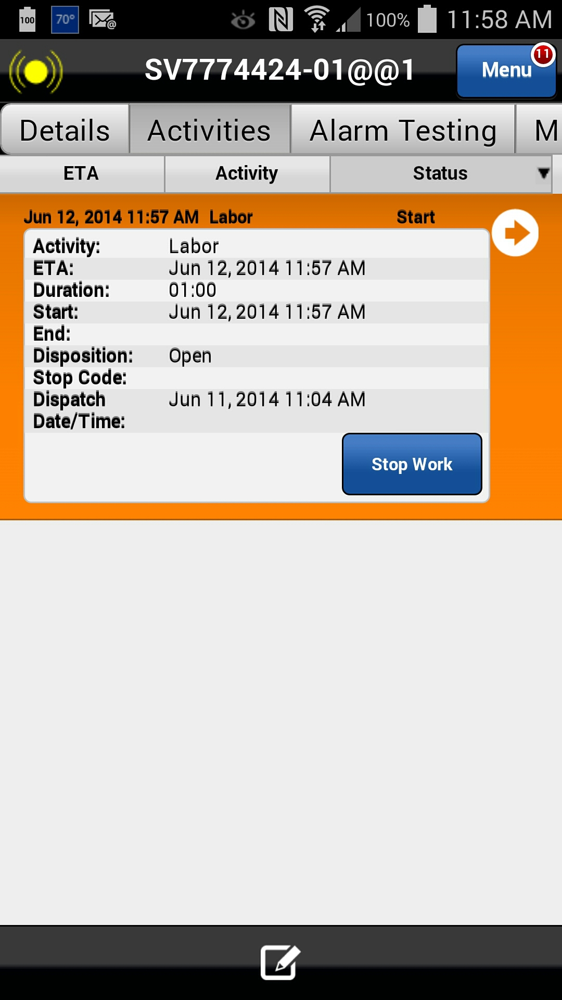 100 70° @ 100% 11:58 AM
SV7774424-01@@1 Menu 11
Details Activities Alarm Testing M
ETA Activity Status
Jun 12, 2014 11:57 AM Labor Start
Activity: Labor
ETA: Jun 12, 2014 11:57 AM
Duration: 01:00
Start: Jun 12, 2014 11:57 AM
End:
Disposition: Open
Stop Code:
Dispatch Jun 11, 2014 11:04 AM
Date/Time:
Stop Work